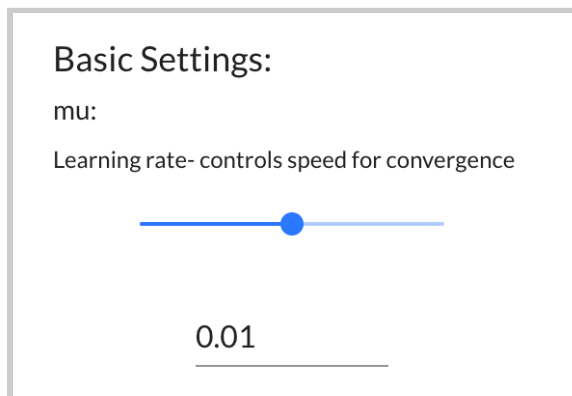 Basic Settings:
mu:
Learning rate- controls speed for convergence
0.01